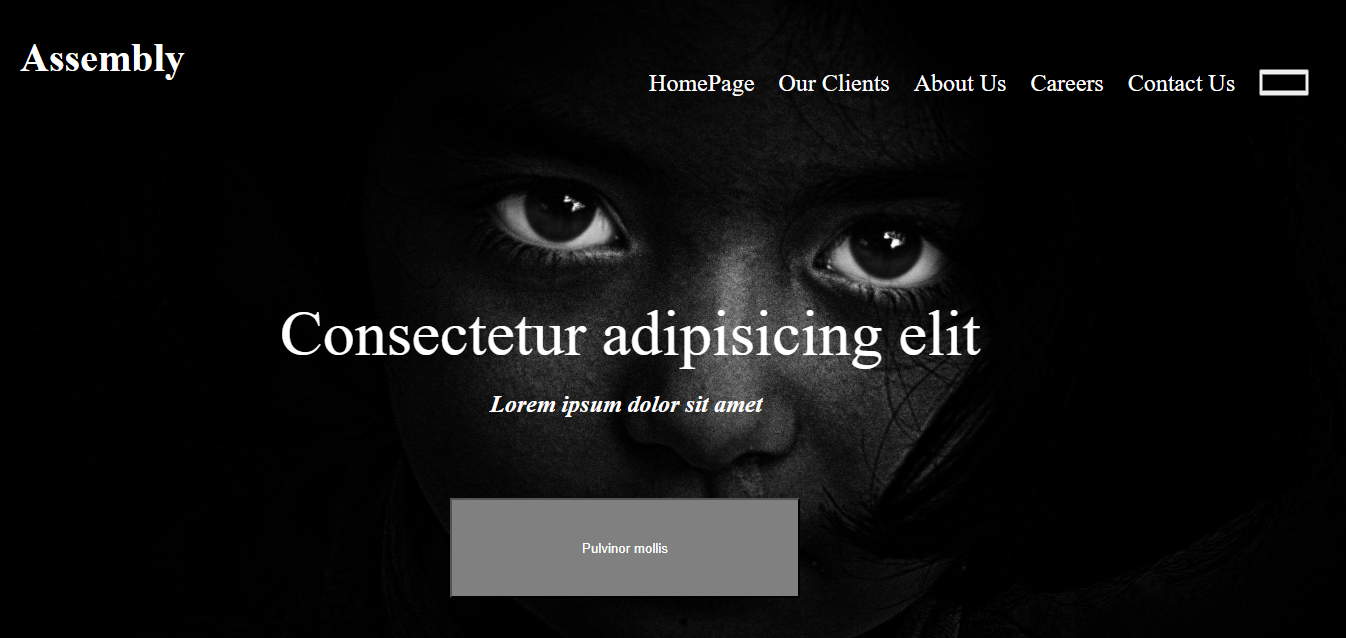 Assembly
HomePage Our Clients About Us Careers Contact Us
Consectetur adipisicing elit
Lorem ipsum dolor sit amet
Pulvinor mollis